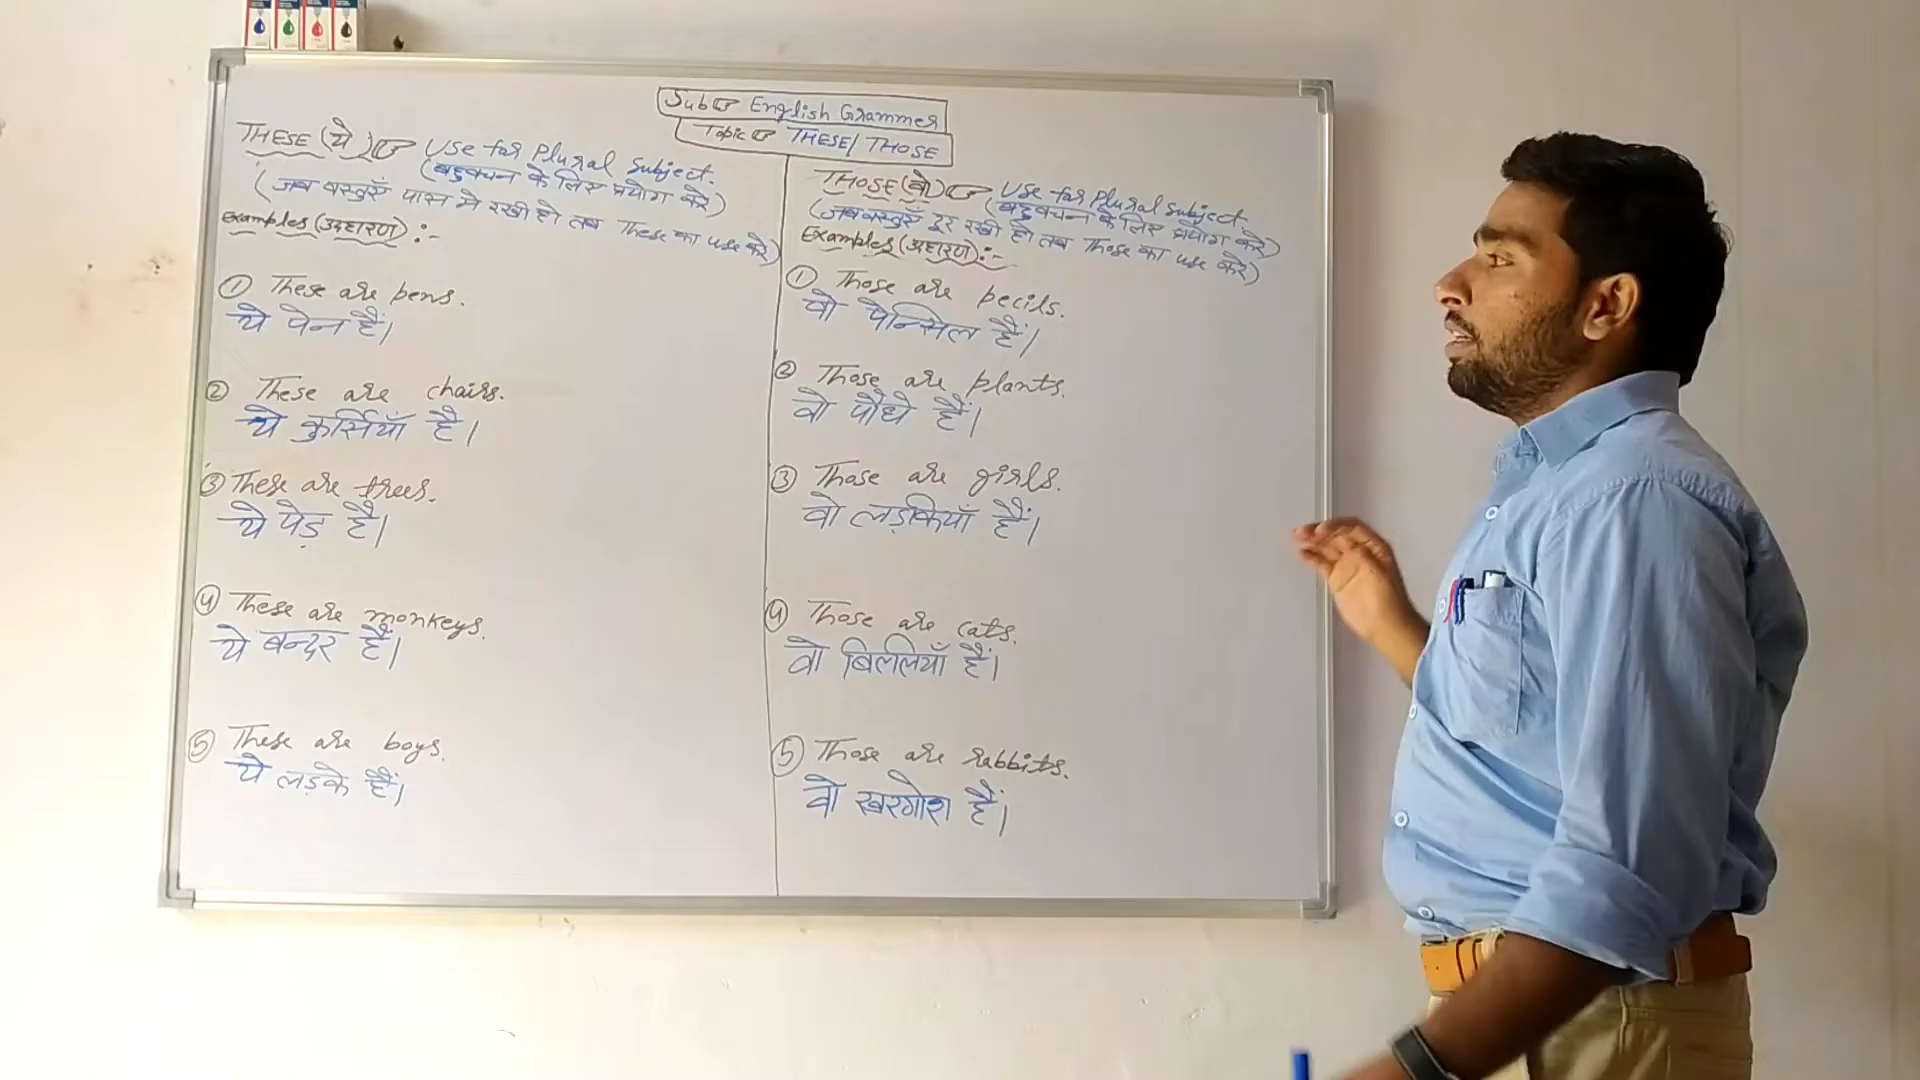 Sub☞ English Grammer
Topic☞ THESE/ THOSE
THESE (ये)☞ Use for Plural Subject.
(बहुवचन के लिए प्रयोग करे)
(जब वस्तुएँ पास मे रखी हो तब These का use करे)
Examples (उदाहारण) :-
① These are pens.
ये पेन हैं।
② These are chairs.
ये कुर्सियाँ है।
③ These are trees.
ये पेड़ है।
④ These are monkeys.
ये बन्दर हैं।
⑤ These are boys.
ये लड़के हैं।
THOSE (वो)☞ Use for Plural Subject.
(बहुवचन के लिए प्रयोग करे)
(जब वस्तुएँ दूर रखी हो तब Those का use करे)
Examples (उदाहारण):-
① Those are pecils.
वो पेन्सिल हैं।
② Those are plants.
वो पौधे हैं।
③ Those are girls.
वो लड़कियाँ हैं।
④ Those are cats.
वो बिललियाँ हैं।
⑤ Those are rabbits.
वो खरगोश हैं।